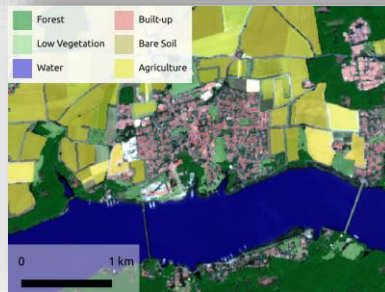 Forest
Built-up
Low Vegetation
Bare Soil
Water
Agriculture
0 1 km